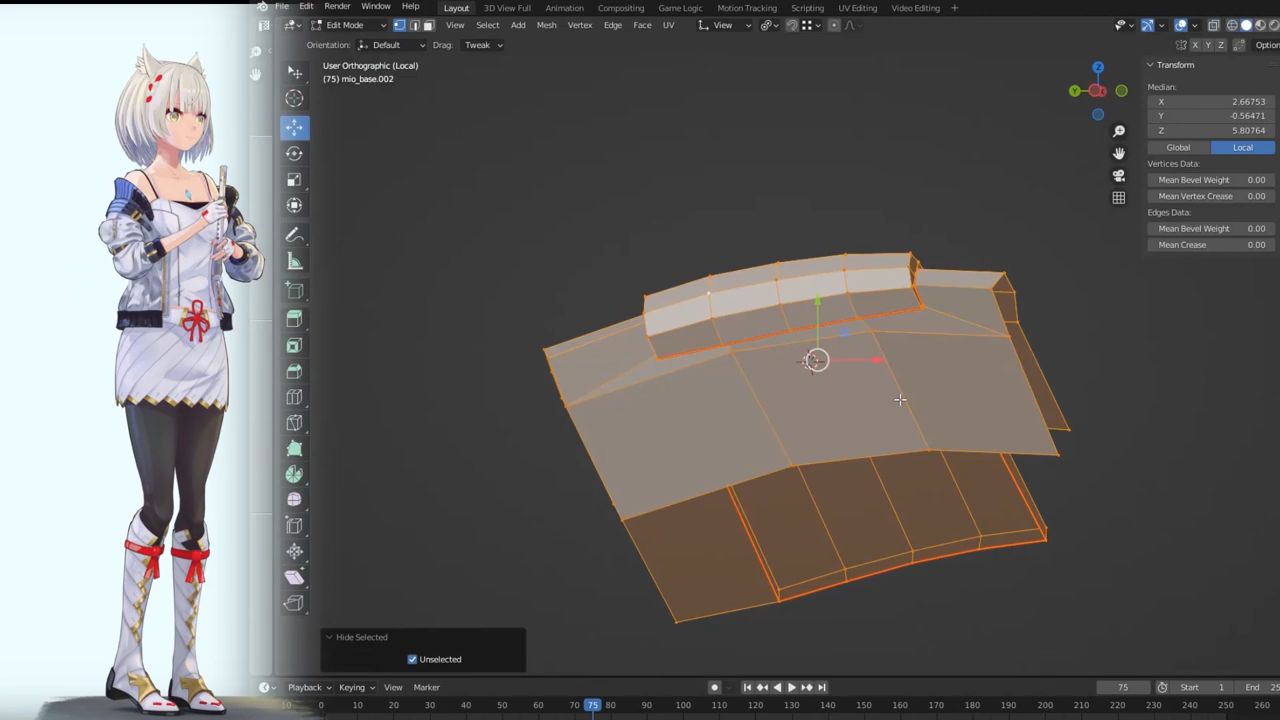 File Edit Render Window Help Layout 3D View Full Animation Compositing Game Logic Motion Tracking Scripting UV Editing Video Editing +
Edit Mode View Select Add Mesh Vertex Edge Face UV View
X Y Z Option
Orientation: Default Drag: Tweak
User Orthographic (Local)
(75) mio_base.002
Z
Y
X
Transform
Median:
X 2.66753
Y -0.56471
Z 5.80764
Global Local
Vertices Data:
Mean Bevel Weight 0.00
Mean Vertex Crease 0.00
Edges Data:
Mean Bevel Weight 0.00
Mean Crease 0.00
Hide Selected
Unselected
Playback Keying View Marker
75 Start 1 End 25
10 0 10 20 30 40 50 60 70 75 90 100 110 120 130 140 150 160 170 180 190 200 210 220 230 240 250 260